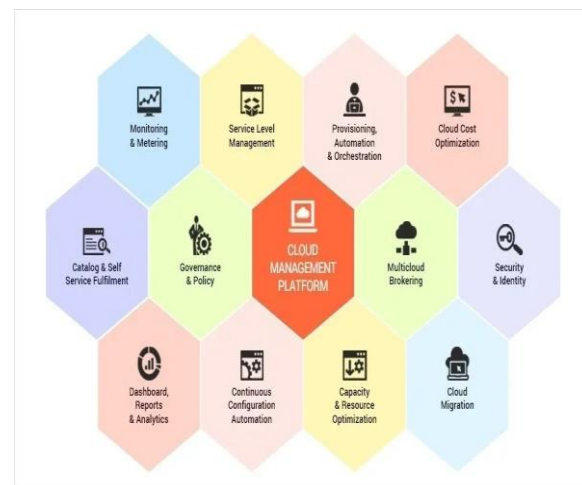 Monitoring
& Metering
Service Level
Management
Provisioning,
Automation
& Orchestration
Cloud Cost
Optimization
Catalog & Self
Service Fulfilment
Governance
& Policy
CLOUD
MANAGEMENT
PLATFORM
Multicloud
Brokering
Security
& Identity
Dashboard,
Reports
& Analytics
Continuous
Configuration
Automation
Capacity
& Resource
Optimization
Cloud
Migration